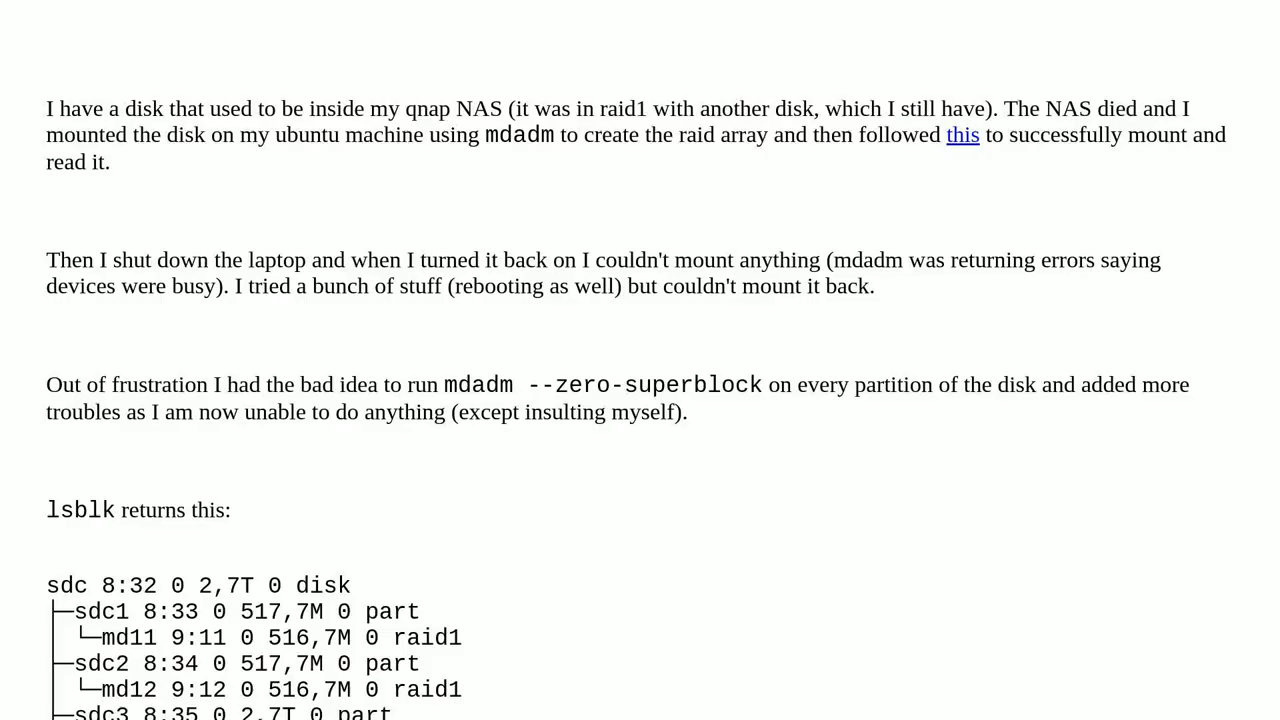 I have a disk that used to be inside my qnap NAS (it was in raid1 with another disk, which I still have). The NAS died and I
mounted the disk on my ubuntu machine using mdadm to create the raid array and then followed this to successfully mount and
read it.
Then I shut down the laptop and when I turned it back on I couldn't mount anything (mdadm was returning errors saying
devices were busy). I tried a bunch of stuff (rebooting as well) but couldn't mount it back.
Out of frustration I had the bad idea to run mdadm --zero-superblock on every partition of the disk and added more
troubles as I am now unable to do anything (except insulting myself).
lsblk returns this:
sdc 8:32 0 2,7T 0 disk
├─sdc1 8:33 0 517,7M 0 part
│ └─md11 9:11 0 516,7M 0 raid1
├─sdc2 8:34 0 517,7M 0 part
│ └─md12 9:12 0 516,7M 0 raid1
├─sdc3 8:35 0 2,7T 0 part